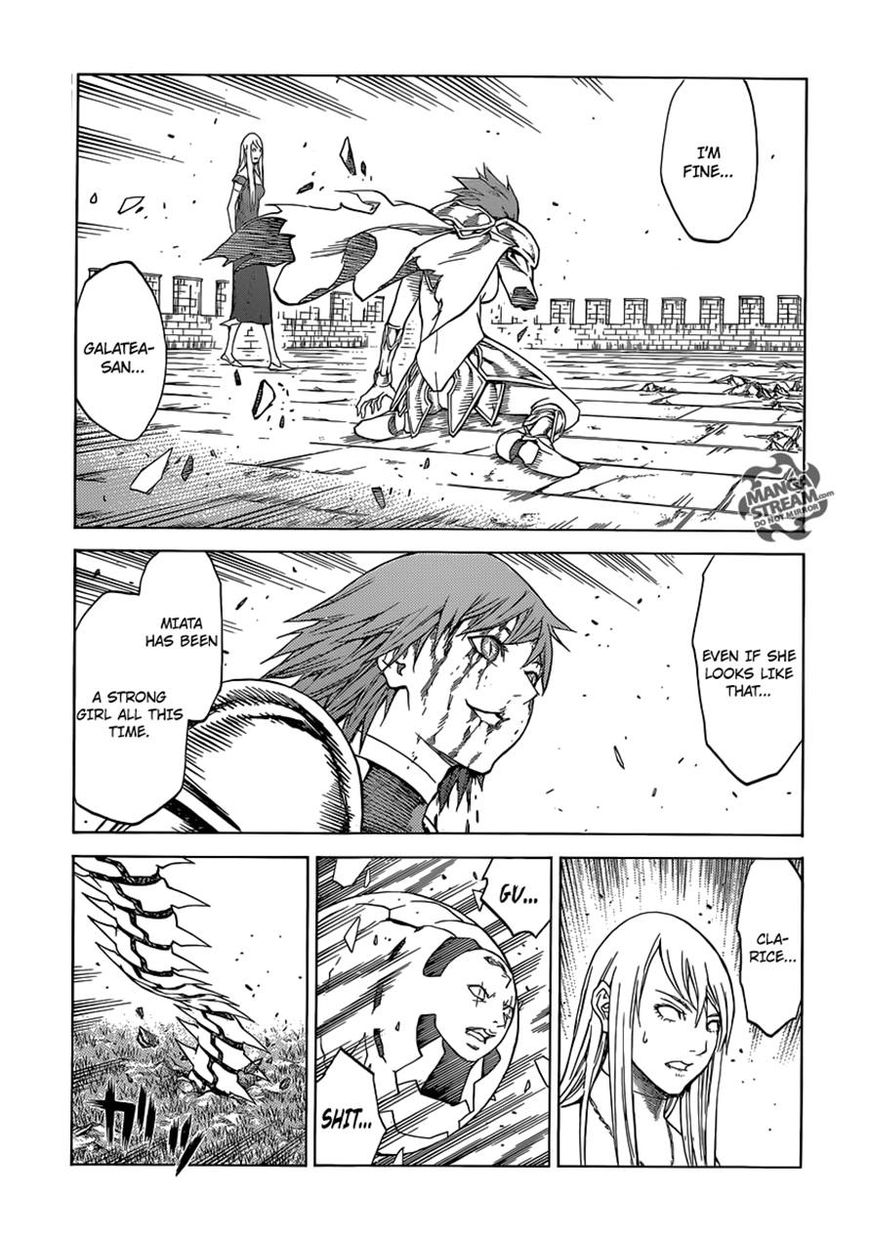 I'M
FINE...
GALATEA-
SAN...
MANGA
STREAM.com
DO NOT MIRROR
EVEN IF SHE
LOOKS LIKE
THAT...
MIATA
HAS BEEN
A STRONG
GIRL ALL THIS
TIME.
CLA-
RICE...
GU...
SHIT...
ガッ